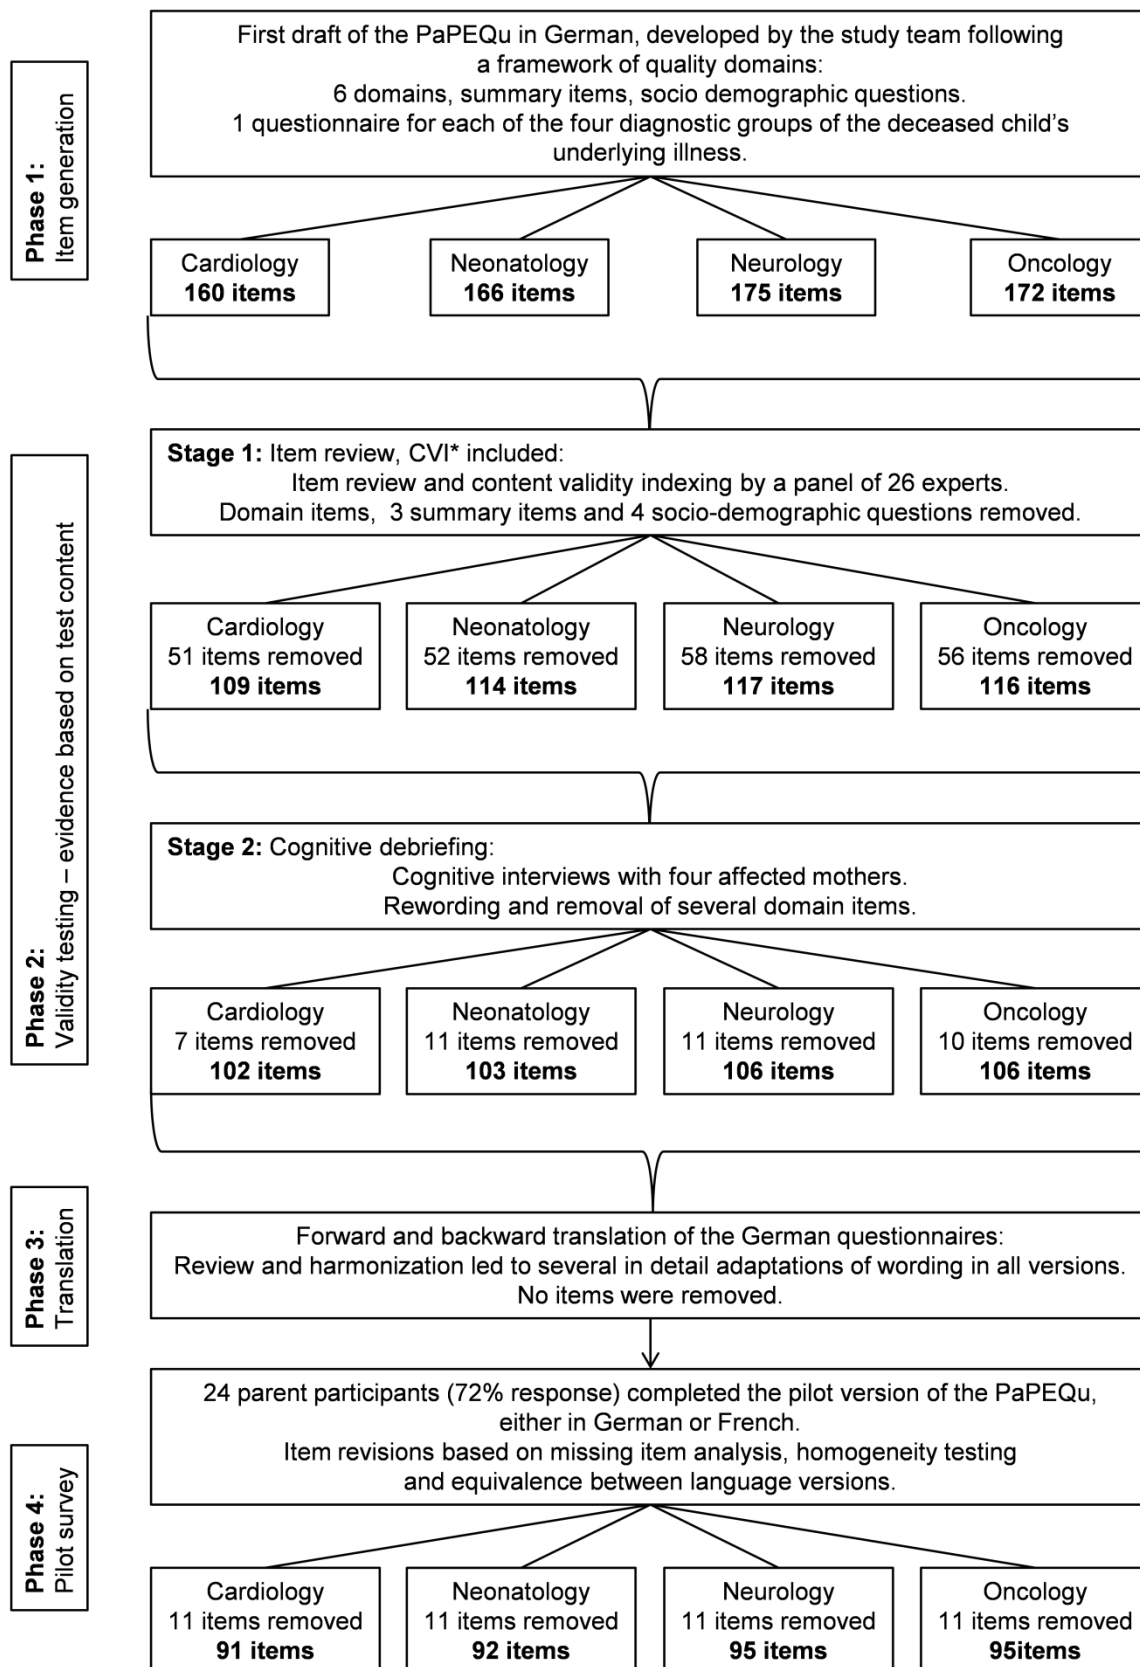 Phase 1:
Item generation
First draft of the PaPEQu in German, developed by the study team following
a framework of quality domains:
6 domains, summary items, socio demographic questions.
1 questionnaire for each of the four diagnostic groups of the deceased child's
underlying illness.
Cardiology
160 items
Neonatology
166 items
Neurology
175 items
Oncology
172 items
Phase 2:
Validity testing – evidence based on test content
Stage 1: Item review, CVI* included:
Item review and content validity indexing by a panel of 26 experts.
Domain items, 3 summary items and 4 socio-demographic questions removed.
Cardiology
51 items removed
109 items
Neonatology
52 items removed
114 items
Neurology
58 items removed
117 items
Oncology
56 items removed
116 items
Stage 2: Cognitive debriefing:
Cognitive interviews with four affected mothers.
Rewording and removal of several domain items.
Cardiology
7 items removed
102 items
Neonatology
11 items removed
103 items
Neurology
11 items removed
106 items
Oncology
10 items removed
106 items
Phase 3:
Translation
Forward and backward translation of the German questionnaires:
Review and harmonization led to several in detail adaptations of wording in all versions.
No items were removed.
Phase 4:
Pilot survey
24 parent participants (72% response) completed the pilot version of the PaPEQu,
either in German or French.
Item revisions based on missing item analysis, homogeneity testing
and equivalence between language versions.
Cardiology
11 items removed
91 items
Neonatology
11 items removed
92 items
Neurology
11 items removed
95 items
Oncology
11 items removed
95items